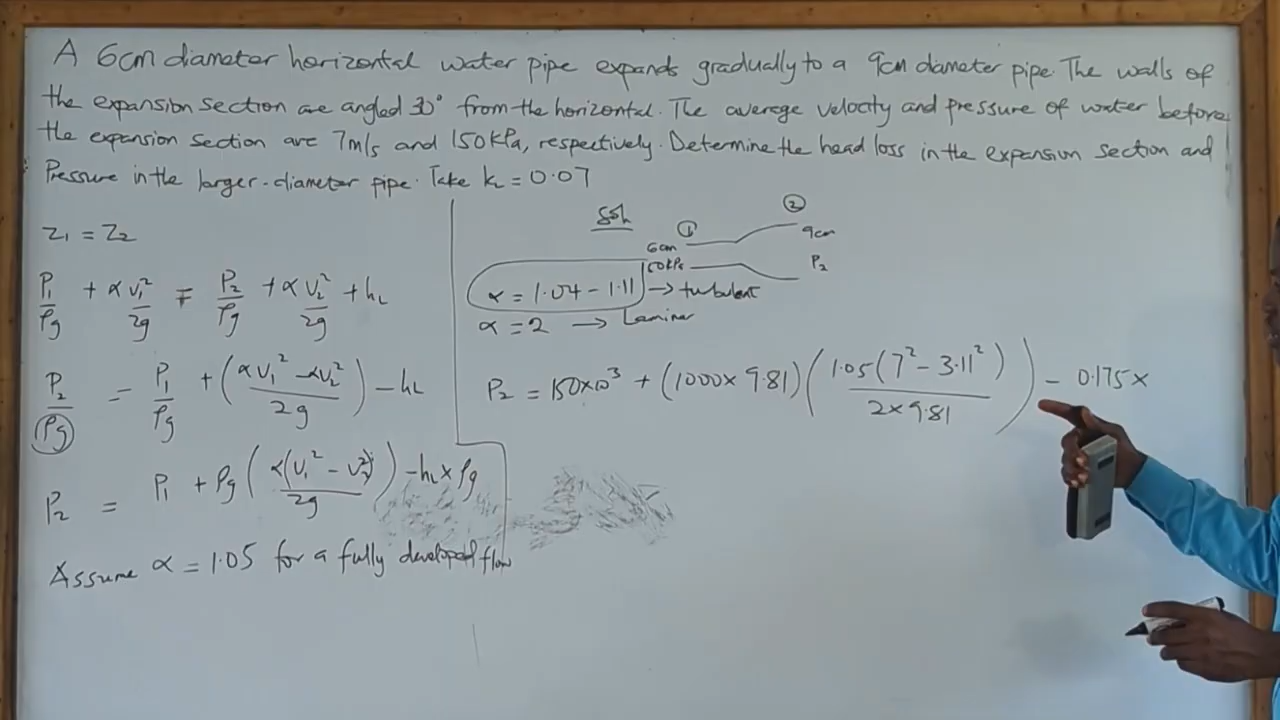 A 6cm diameter horizontal water pipe expands gradually to a 9cm diameter pipe. The walls of
the expansion section are angled 30° from the horizontal. The average velocity and pressure of water before
the expansion section are 7m/s and 150KPa, respectively. Determine the head loss in the expansion section and
Pressure in the larger-diameter pipe. Take kL = 0.07
Z1 = Z2
P1/ρg + αV1²/2g = P2/ρg + αV2²/2g + hL
P2/ρg = P1/ρg + (αV1² - αV2²/2g) - hL
P2 = P1 + ρg (α(V1² - V2²)/2g) - hL × ρg
Assume α = 1.05 for a fully developed flow
Soln
① ②
6cm 9cm
150kPa P2
α = 1.04 - 1.11 → turbulent
α = 2 → Laminar
P2 = 150×10³ + (1000 × 9.81) (1.05(7² - 3.11²)/2×9.81) - 0.175 ×